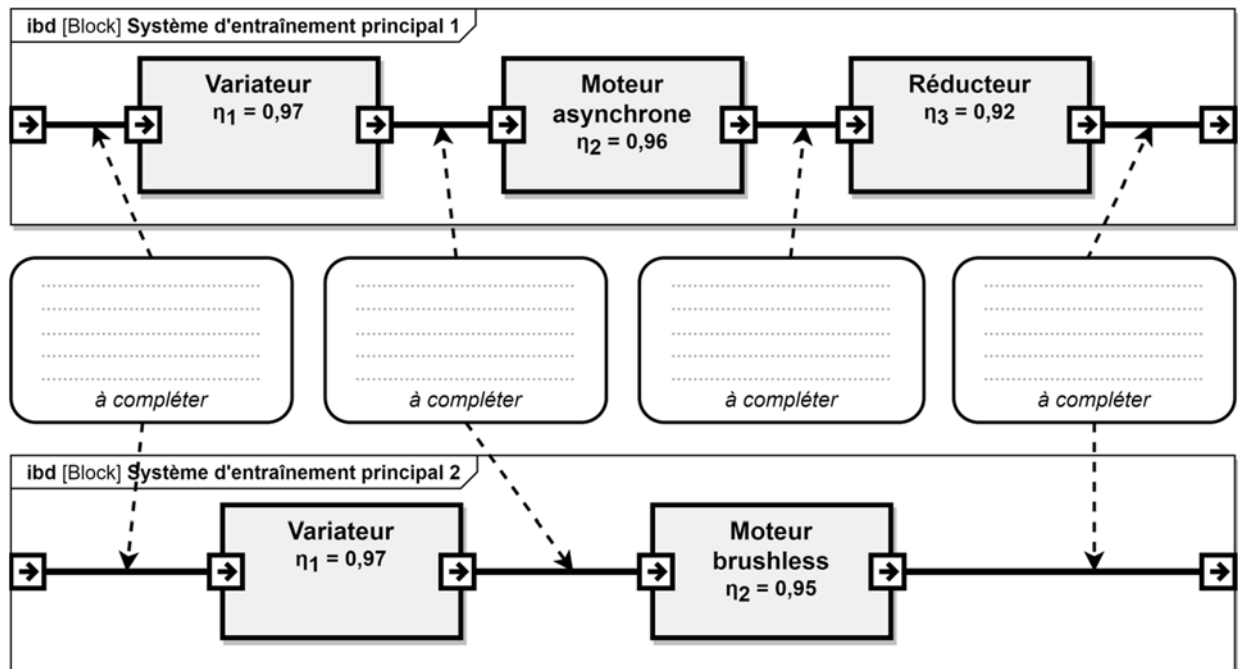 ibd [Block] Système d'entraînement principal 1
Variateur
η1 = 0,97
Moteur
asynchrone
η2 = 0,96
Réducteur
η3 = 0,92
à compléter
à compléter
à compléter
à compléter
ibd [Block] Système d'entraînement principal 2
Variateur
η1 = 0,97
Moteur
brushless
η2 = 0,95